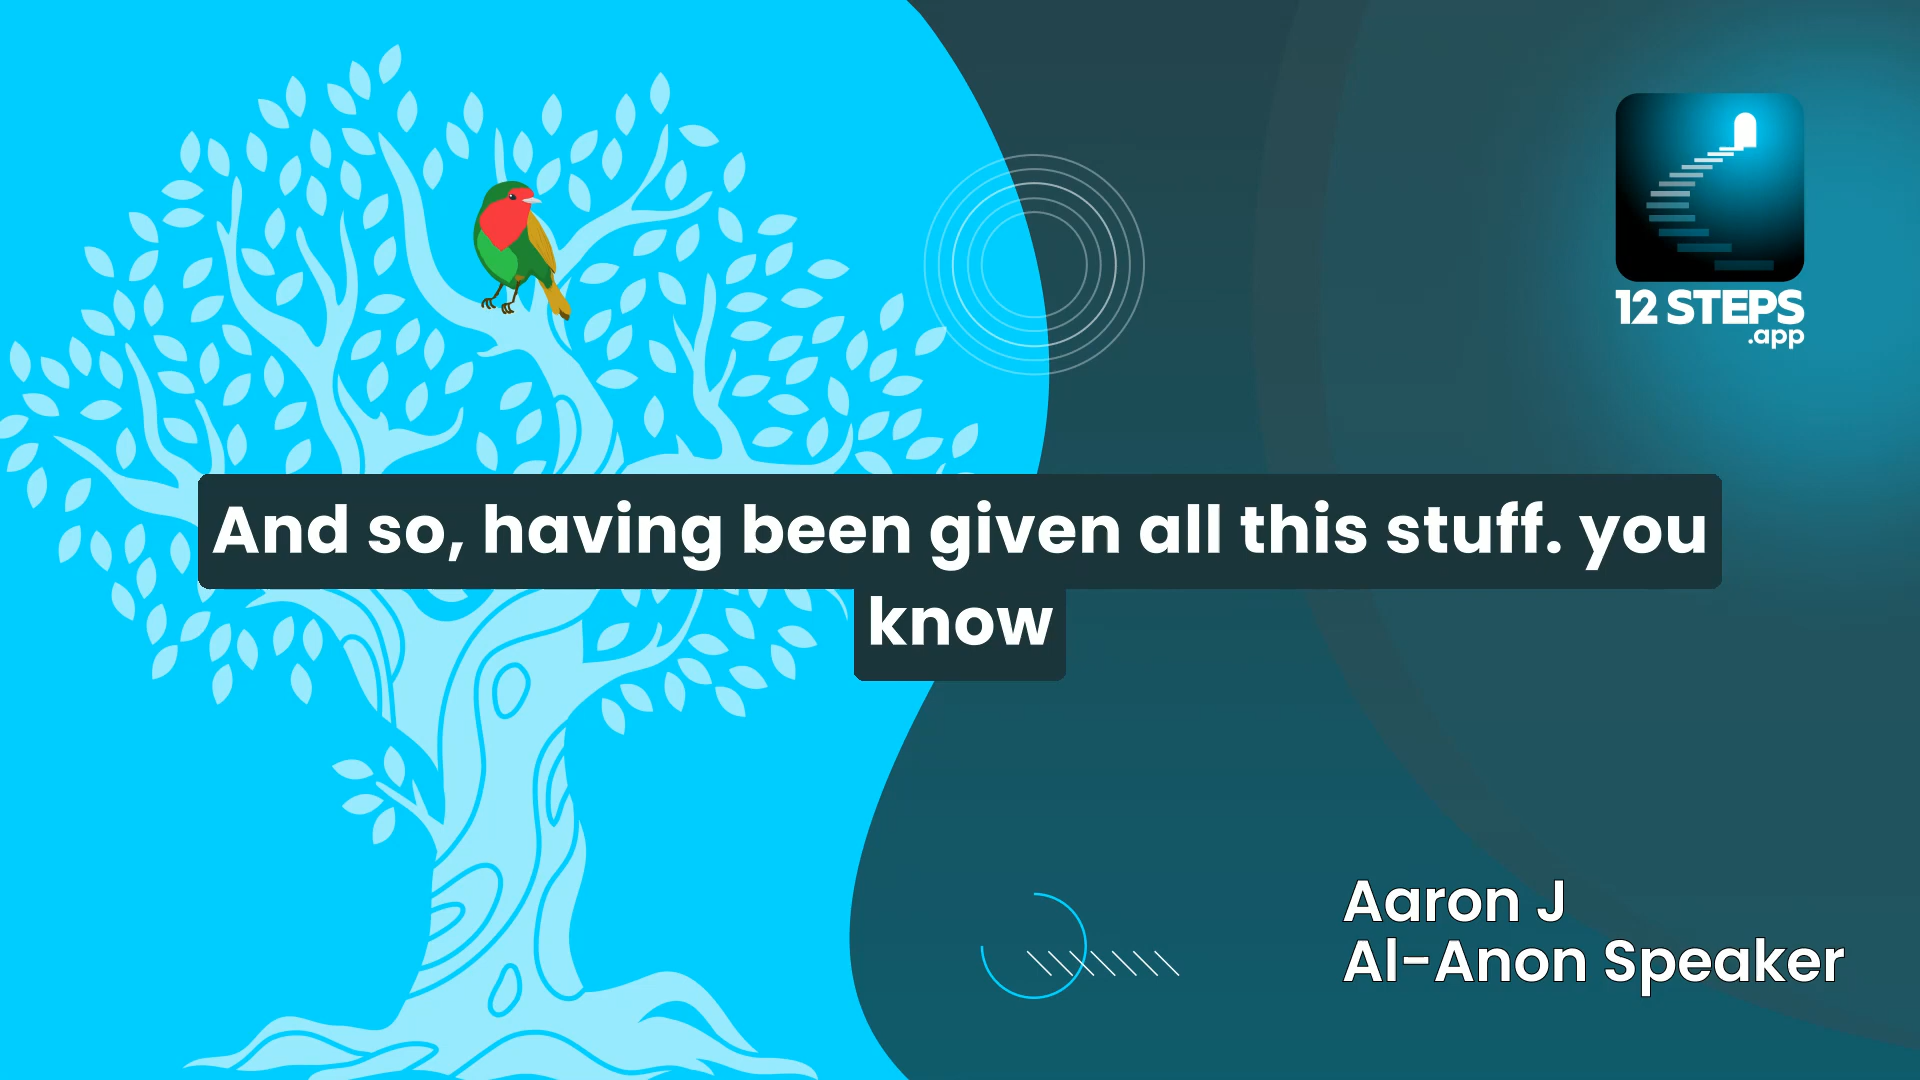 12 STEPS
.app
And so, having been given all this stuff. you
know
Aaron J
Al-Anon Speaker